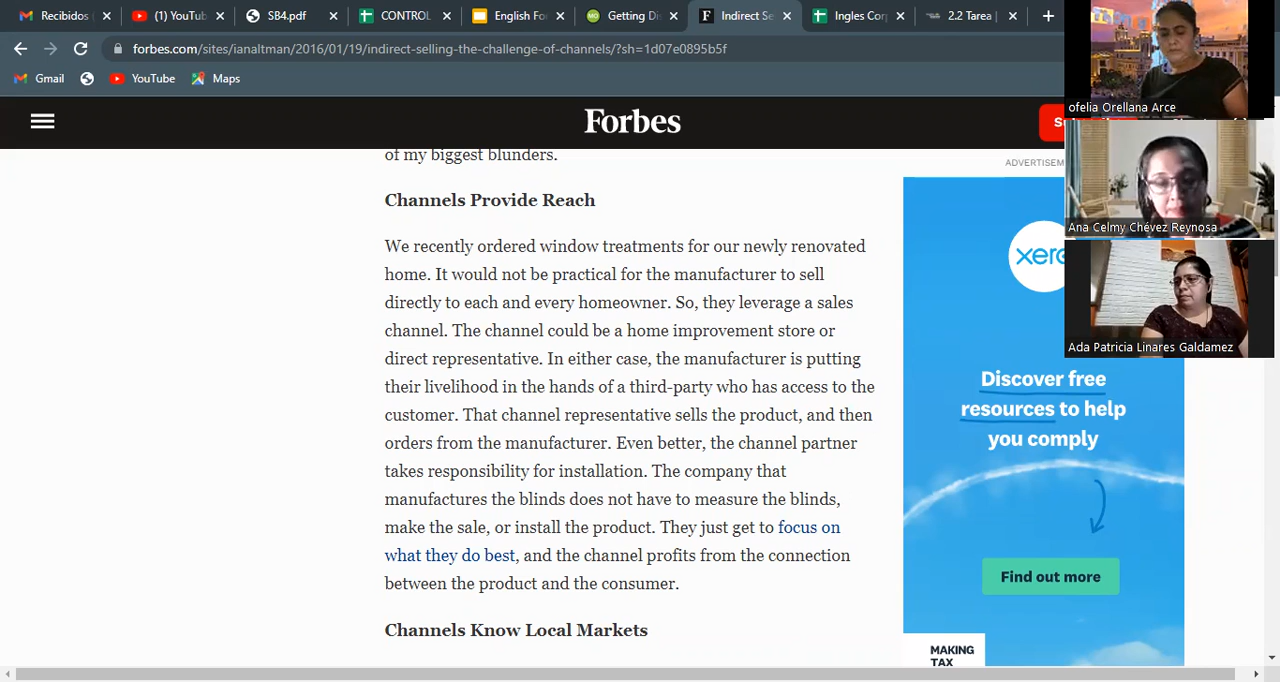 Recibidos (
(1) YouTub
SB4.pdf
CONTROL
English Fo
Getting Di
Indirect Se
Ingles Cor
2.2 Tarea |
forbes.com/sites/ianaltman/2016/01/19/indirect-selling-the-challenge-of-channels/?sh=1d07e0895b5f
Gmail
YouTube
Maps
ofelia Orellana Arce
Forbes
of my biggest blunders.
ADVERTISEM
Channels Provide Reach
We recently ordered window treatments for our newly renovated
home. It would not be practical for the manufacturer to sell
directly to each and every homeowner. So, they leverage a sales
channel. The channel could be a home improvement store or
direct representative. In either case, the manufacturer is putting
their livelihood in the hands of a third-party who has access to the
customer. That channel representative sells the product, and then
orders from the manufacturer. Even better, the channel partner
takes responsibility for installation. The company that
manufactures the blinds does not have to measure the blinds,
make the sale, or install the product. They just get to focus on
what they do best, and the channel profits from the connection
between the product and the consumer.
Channels Know Local Markets
Ana Celmy Chévez Reynosa
xero
Ada Patricia Linares Galdamez
Discover free
resources to help
you comply
Find out more
MAKING
TAX